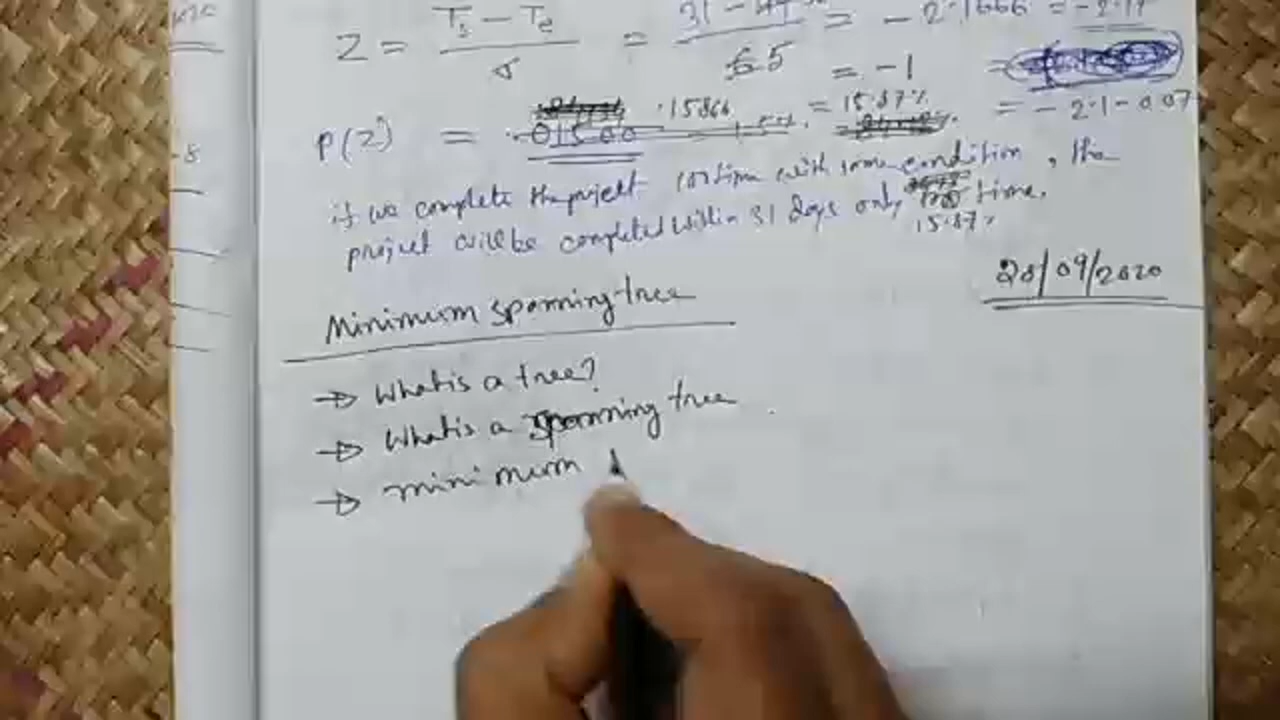 Z = Ts - Te / σ = 31 - / 6.5 = - 2.1666 = -2.17
= -1
P(Z) = .01500 .15866 = 15.87% = - 2.1 - 0.07
if we complete the project 100 time with same condition, the
project will be completed within 31 days only 15.87% time.
28/09/2020
Minimum spanning tree
→ What is a tree?
→ What is a spanning tree
→ minimum